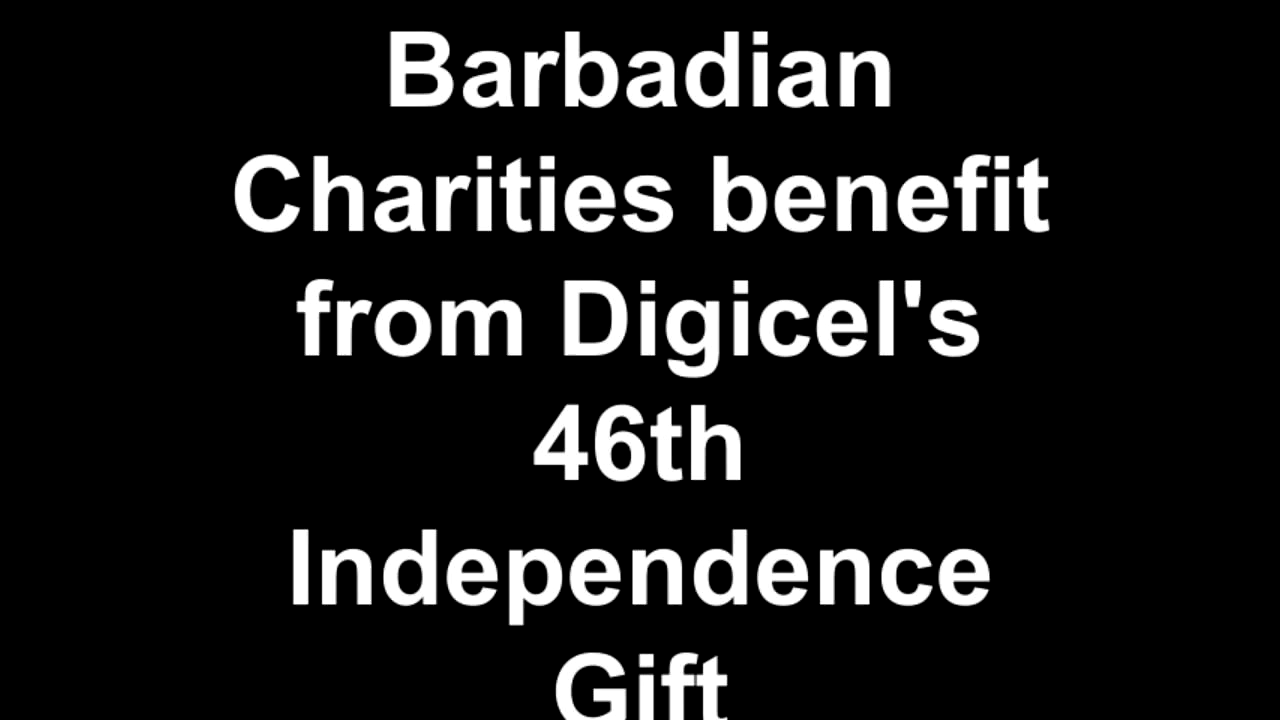 Barbadian
Charities benefit
from Digicel's
46th
Independence
Gift